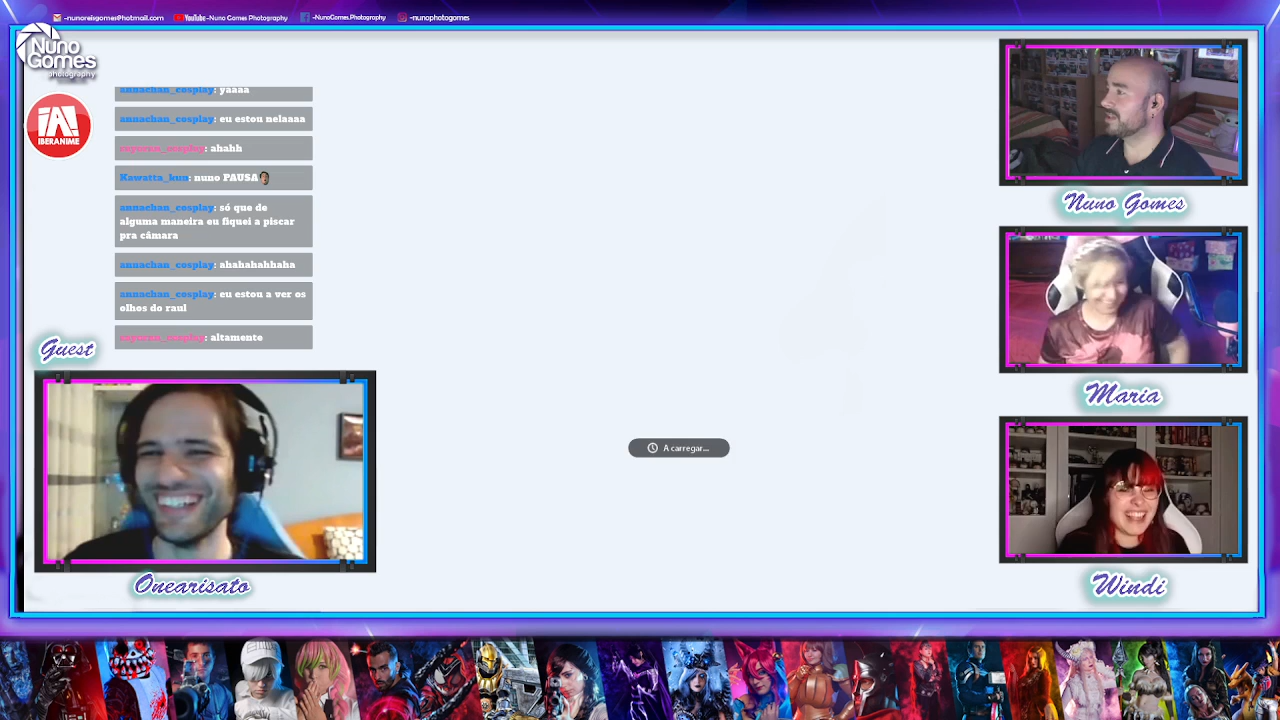 -nunoreisgomes@hotmail.com
YouTube -Nuno Gomes Photography
-NunoGomes.Photography
-nunophotogomes
Nuno
Gomes
photography
iA!
IBERANIME
annachan_cosplay: yaaaa
annachan_cosplay: eu estou nelaaaa
: ahahh
Kawatta_kun: nuno PAUSA
annachan_cosplay: só que de
alguma maneira eu fiquei a piscar
pra câmara
annachan_cosplay: ahahahahhaha
annachan_cosplay: eu estou a ver os
olhos do raul
: altamente
Guest
Onearisato
A carregar...
Nuno Gomes
Maria
Windi